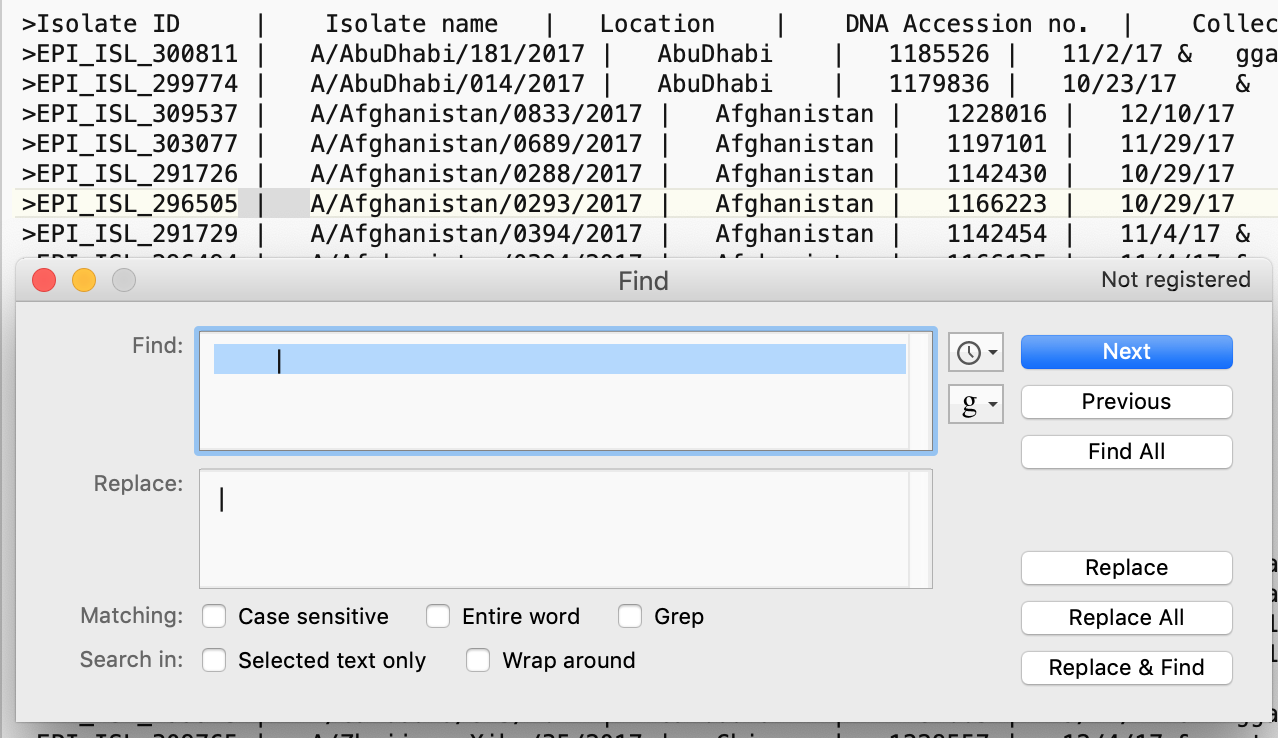 >Isolate ID | Isolate name | Location | DNA Accession no. | Collec
>EPI_ISL_300811 | A/AbuDhabi/181/2017 | AbuDhabi | 1185526 | 11/2/17 & gga
>EPI_ISL_299774 | A/AbuDhabi/014/2017 | AbuDhabi | 1179836 | 10/23/17 &
>EPI_ISL_309537 | A/Afghanistan/0833/2017 | Afghanistan | 1228016 | 12/10/17
>EPI_ISL_303077 | A/Afghanistan/0689/2017 | Afghanistan | 1197101 | 11/29/17
>EPI_ISL_291726 | A/Afghanistan/0288/2017 | Afghanistan | 1142430 | 10/29/17
>EPI_ISL_296505 | A/Afghanistan/0293/2017 | Afghanistan | 1166223 | 10/29/17
>EPI_ISL_291729 | A/Afghanistan/0394/2017 | Afghanistan | 1142454 | 11/4/17 &
Find Not registered
Find: |
g
Next
Previous
Find All
Replace: |
Replace
Matching: Case sensitive Entire word Grep
Replace All
Search in: Selected text only Wrap around
Replace & Find